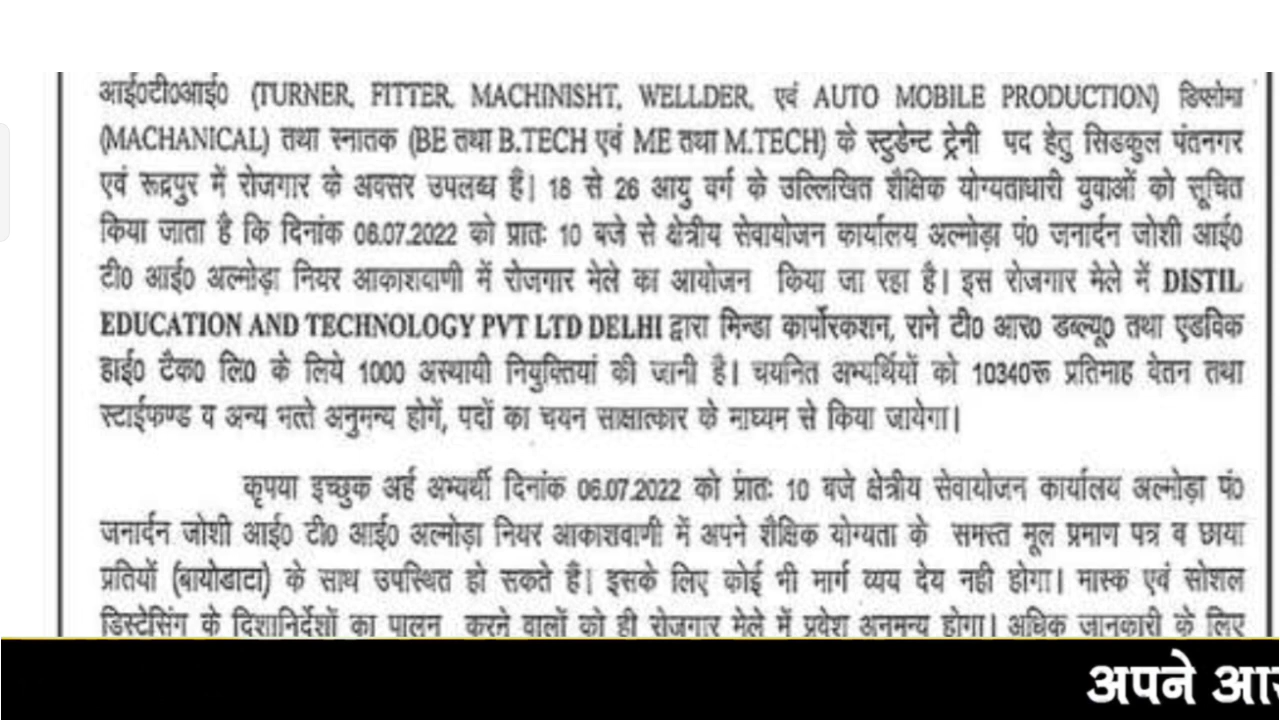 आई0टी0आई0 (TURNER, FITTER, MACHINISHT, WELLDER, एवं AUTO MOBILE PRODUCTION) डिप्लोमा
(MACHANICAL) तथा स्नातक (BE तथा B.TECH एवं ME तथा M.TECH) के स्टुडेन्ट ट्रेनी पद हेतु सिडकुल पंतनगर
एवं रूद्रपुर में रोजगार के अवसर उपलब्ध है। 18 से 26 आयु वर्ग के उल्लिखित शैक्षिक योग्यताधारी युवाओं को सूचित
किया जाता है कि दिनांक 06.07.2022 को प्रातः 10 बजे से क्षेत्रीय सेवायोजन कार्यालय अल्मोड़ा पं0 जनार्दन जोशी आई0
टी0 आई0 अल्मोड़ा नियर आकाशवाणी में रोजगार मेले का आयोजन किया जा रहा है। इस रोजगार मेले में DISTIL
EDUCATION AND TECHNOLOGY PVT LTD DELHI द्वारा मिन्डा कार्पोरकशन, राने टी0 आर0 डब्ल्यू0 तथा एडविक
हाई0 टैक0 लि0 के लिये 1000 अस्थायी नियुक्तियां की जानी है। चयनित अभ्यर्थियों को 10340रू प्रतिमाह वेतन तथा
स्टाईफण्ड व अन्य भत्ते अनुमन्य होगें, पदों का चयन साक्षात्कार के माध्यम से किया जायेगा।
कृपया इच्छुक अर्ह अभ्यर्थी दिनांक 06.07.2022 को प्रांतः 10 बजे क्षेत्रीय सेवायोजन कार्यालय अल्मोड़ा पं0
जनार्दन जोशी आई0 टी0 आई0 अल्मोड़ा नियर आकाशवाणी में अपने शैक्षिक योग्यता के समस्त मूल प्रमाण पत्र व छाया
प्रतियों (बायोडाटा) के साथ उपस्थित हो सकते है। इसके लिए कोई भी मार्ग व्यय देय नही होगा। मास्क एवं सोशल
डिस्टेसिंग के दिशानिर्देशों का पालन करने वालों को ही रोजगार मेले में प्रवेश अनुमन्य होगा। अधिक जानकारी के लिए
अपने